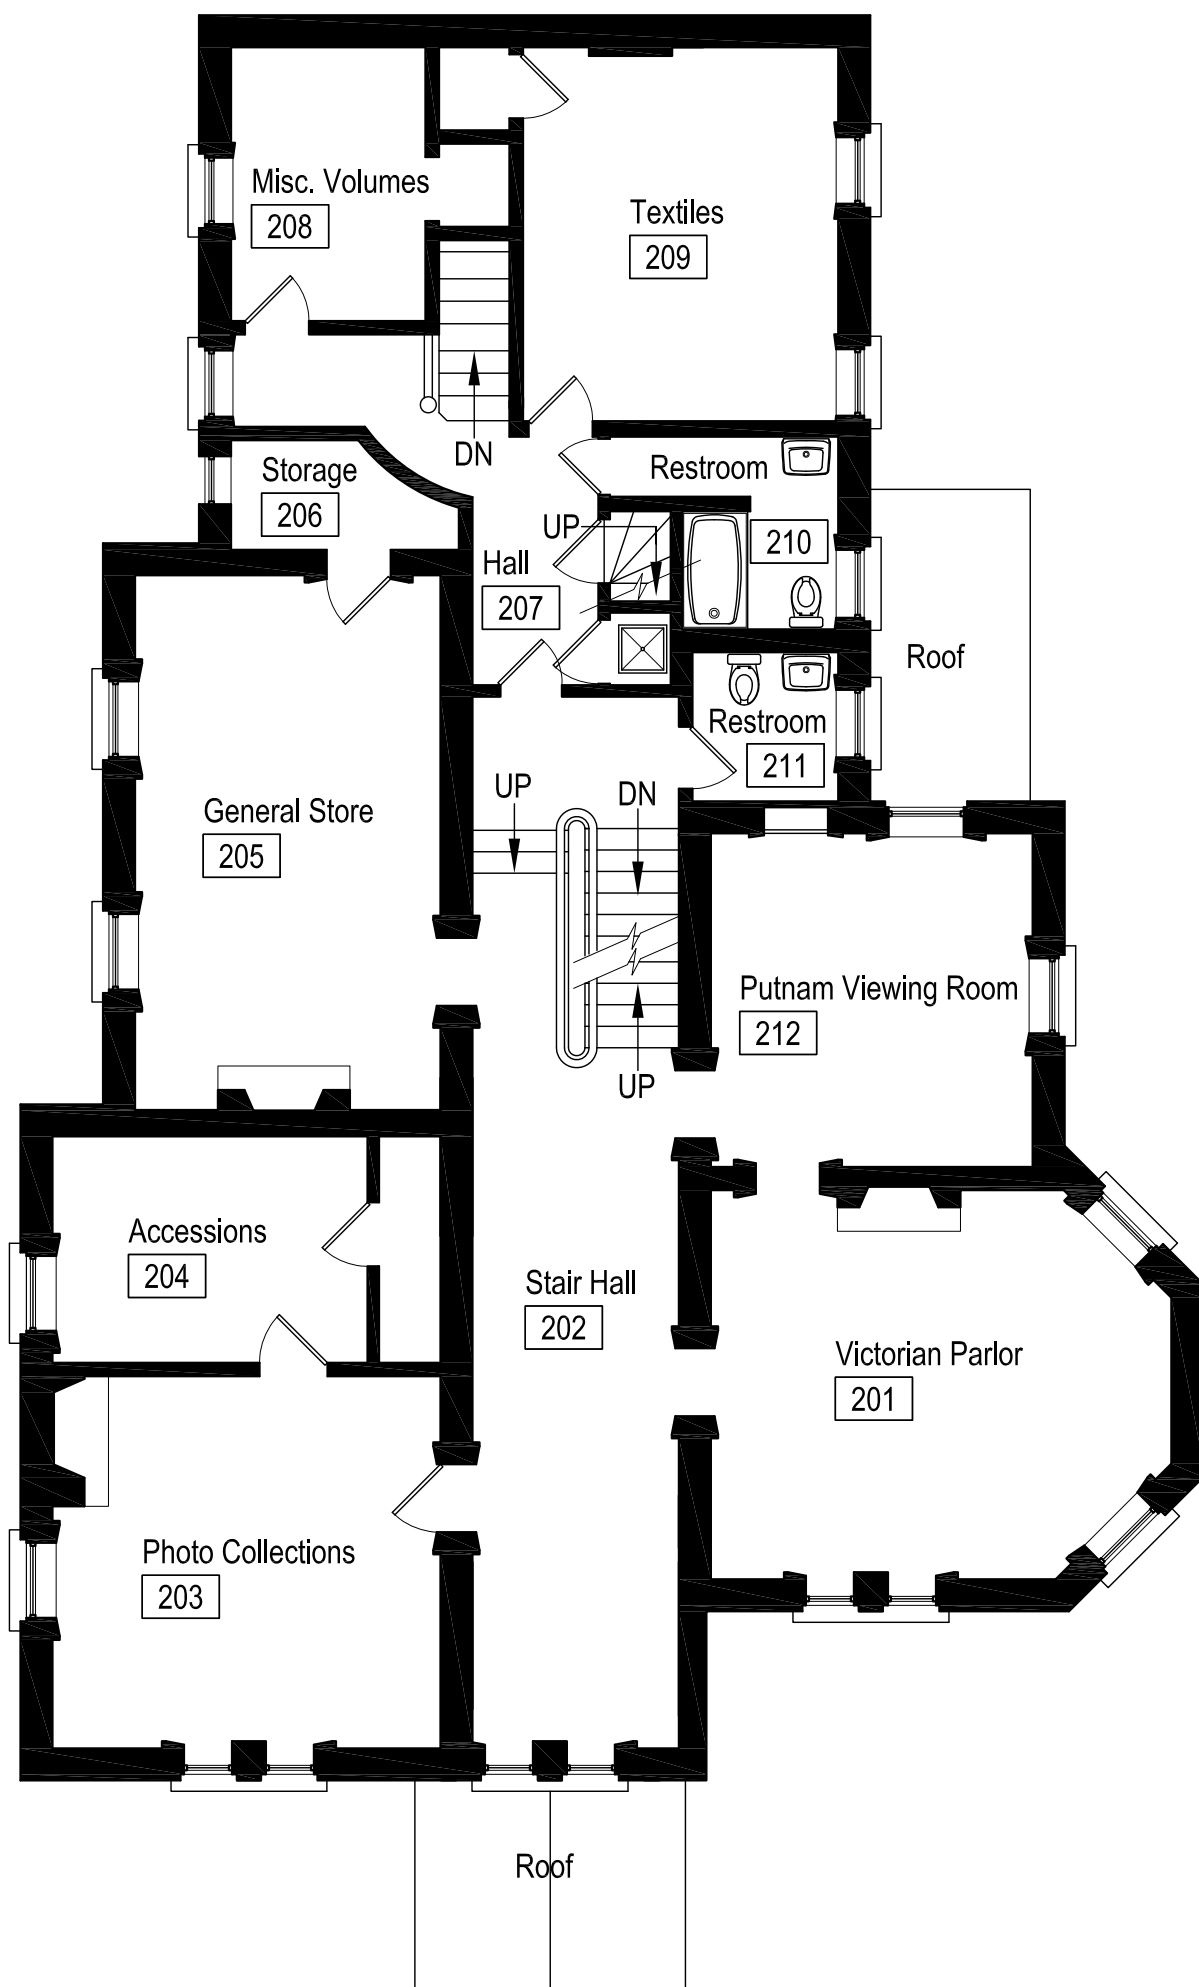 Misc. Volumes
208
Textiles
209
DN
Restroom
210
Storage
206
UP
Hall
207
Roof
Restroom
211
UP
DN
General Store
205
Putnam Viewing Room
212
UP
Accessions
204
Stair Hall
202
Victorian Parlor
201
Photo Collections
203
Roof